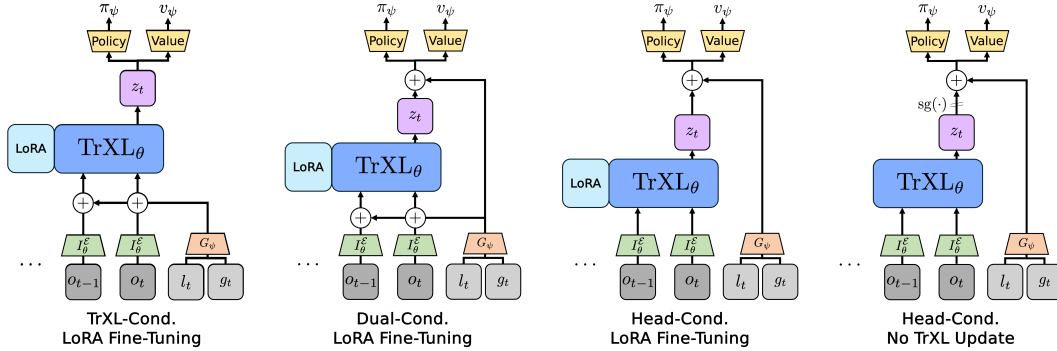 π_ψ v_ψ
Policy Value
z_t
LoRA TrXL_θ
+ +
I_θ^ℰ I_θ^ℰ G_ψ
... o_{t−1} o_t l_t g_t
TrXL-Cond.
LoRA Fine-Tuning
π_ψ v_ψ
Policy Value
+
z_t
LoRA TrXL_θ
+ +
I_θ^ℰ I_θ^ℰ G_ψ
... o_{t−1} o_t l_t g_t
Dual-Cond.
LoRA Fine-Tuning
π_ψ v_ψ
Policy Value
+
z_t
LoRA TrXL_θ
I_θ^ℰ I_θ^ℰ G_ψ
... o_{t−1} o_t l_t g_t
Head-Cond.
LoRA Fine-Tuning
π_ψ v_ψ
Policy Value
+
sg(·) =
z_t
TrXL_θ
I_θ^ℰ I_θ^ℰ G_ψ
... o_{t−1} o_t l_t g_t
Head-Cond.
No TrXL Update